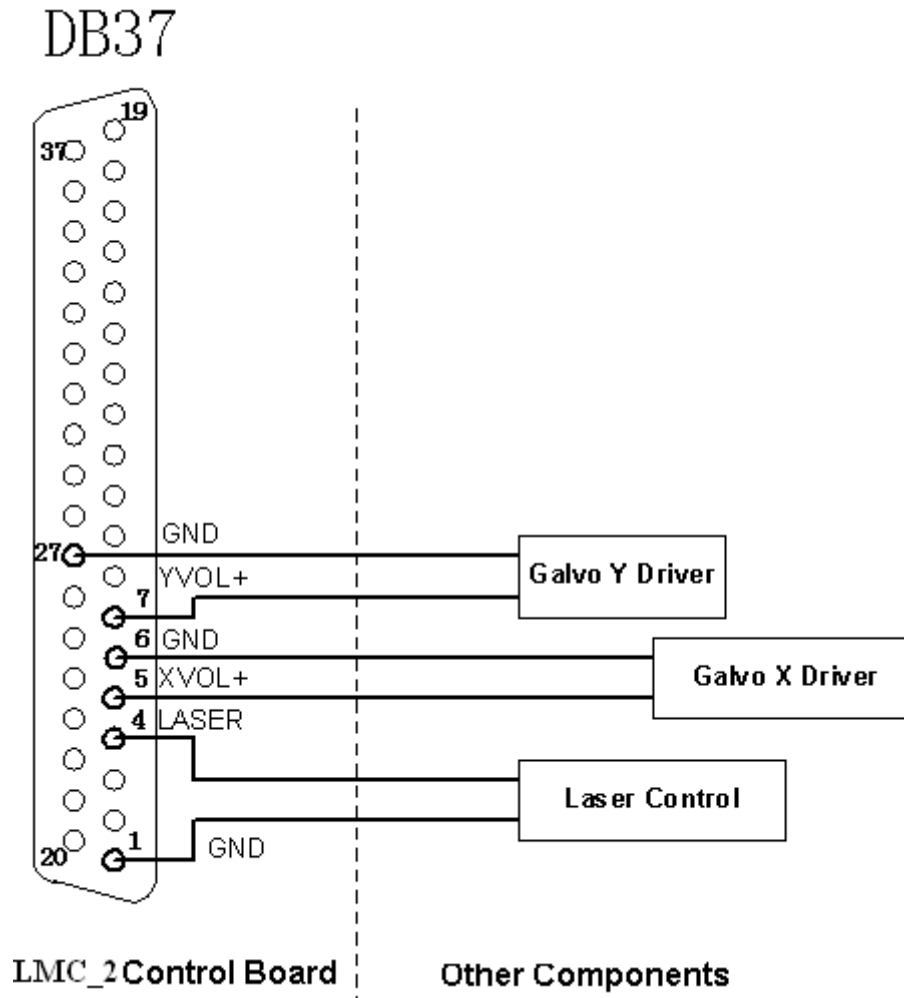 DB37
19
37
GND
27
Galvo Y Driver
YVOL+
7
6 GND
Galvo X Driver
5 XVOL+
4 LASER
Laser Control
1
20
GND
LMC_2 Control Board
Other Components